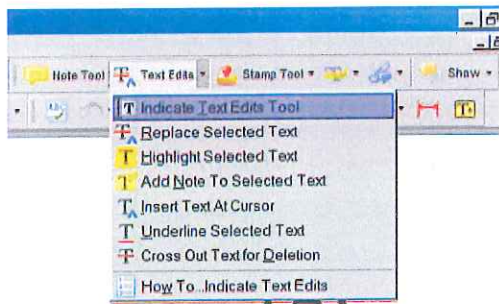 Note Tool Text Edits Stamp Tool Show
Indicate Text Edits Tool
Replace Selected Text
Highlight Selected Text
Add Note To Selected Text
Insert Text At Cursor
Underline Selected Text
Cross Out Text for Deletion
How To...Indicate Text Edits